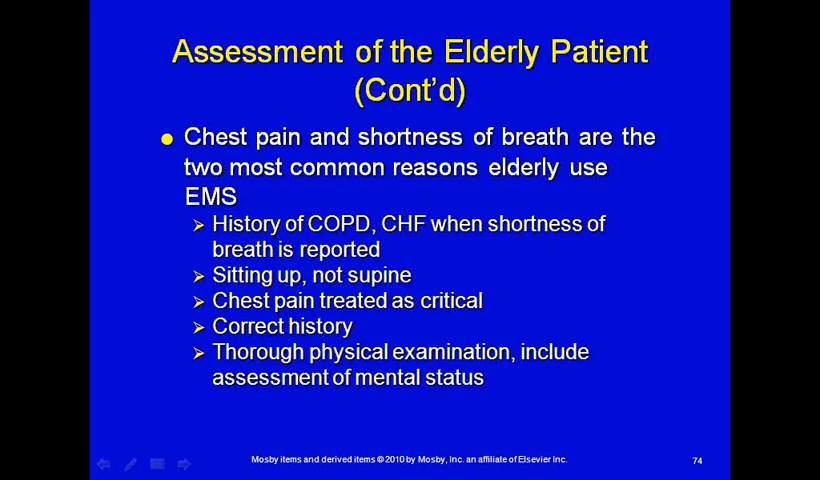 Assessment of the Elderly Patient
(Cont'd)
Chest pain and shortness of breath are the
two most common reasons elderly use
EMS
History of COPD, CHF when shortness of
breath is reported
Sitting up, not supine
Chest pain treated as critical
Correct history
Thorough physical examination, include
assessment of mental status
Mosby items and derived items © 2010 by Mosby, Inc. an affiliate of Elsevier Inc.
74